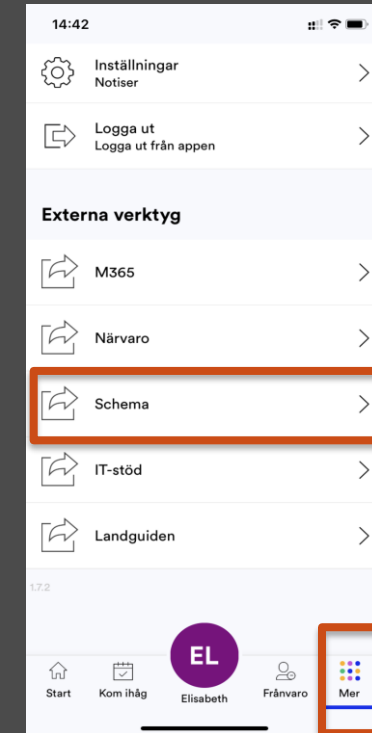 14:42
Inställningar
Notiser
Logga ut
Logga ut från appen
Externa verktyg
M365
Närvaro
Schema
IT-stöd
Landguiden
1.7.2
EL
Start
Kom ihåg
Elisabeth
Frånvaro
Mer